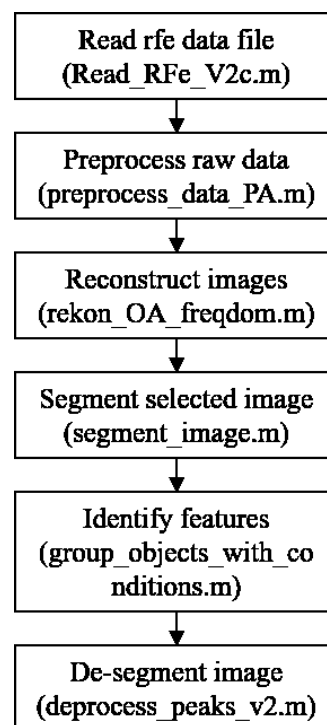 Read rfe data file
(Read_RFe_V2c.m)
Preprocess raw data
(preprocess_data_PA.m)
Reconstruct images
(rekon_OA_freqdom.m)
Segment selected image
(segment_image.m)
Identify features
(group_objects_with_co
nditions.m)
De-segment image
(deprocess_peaks_v2.m)